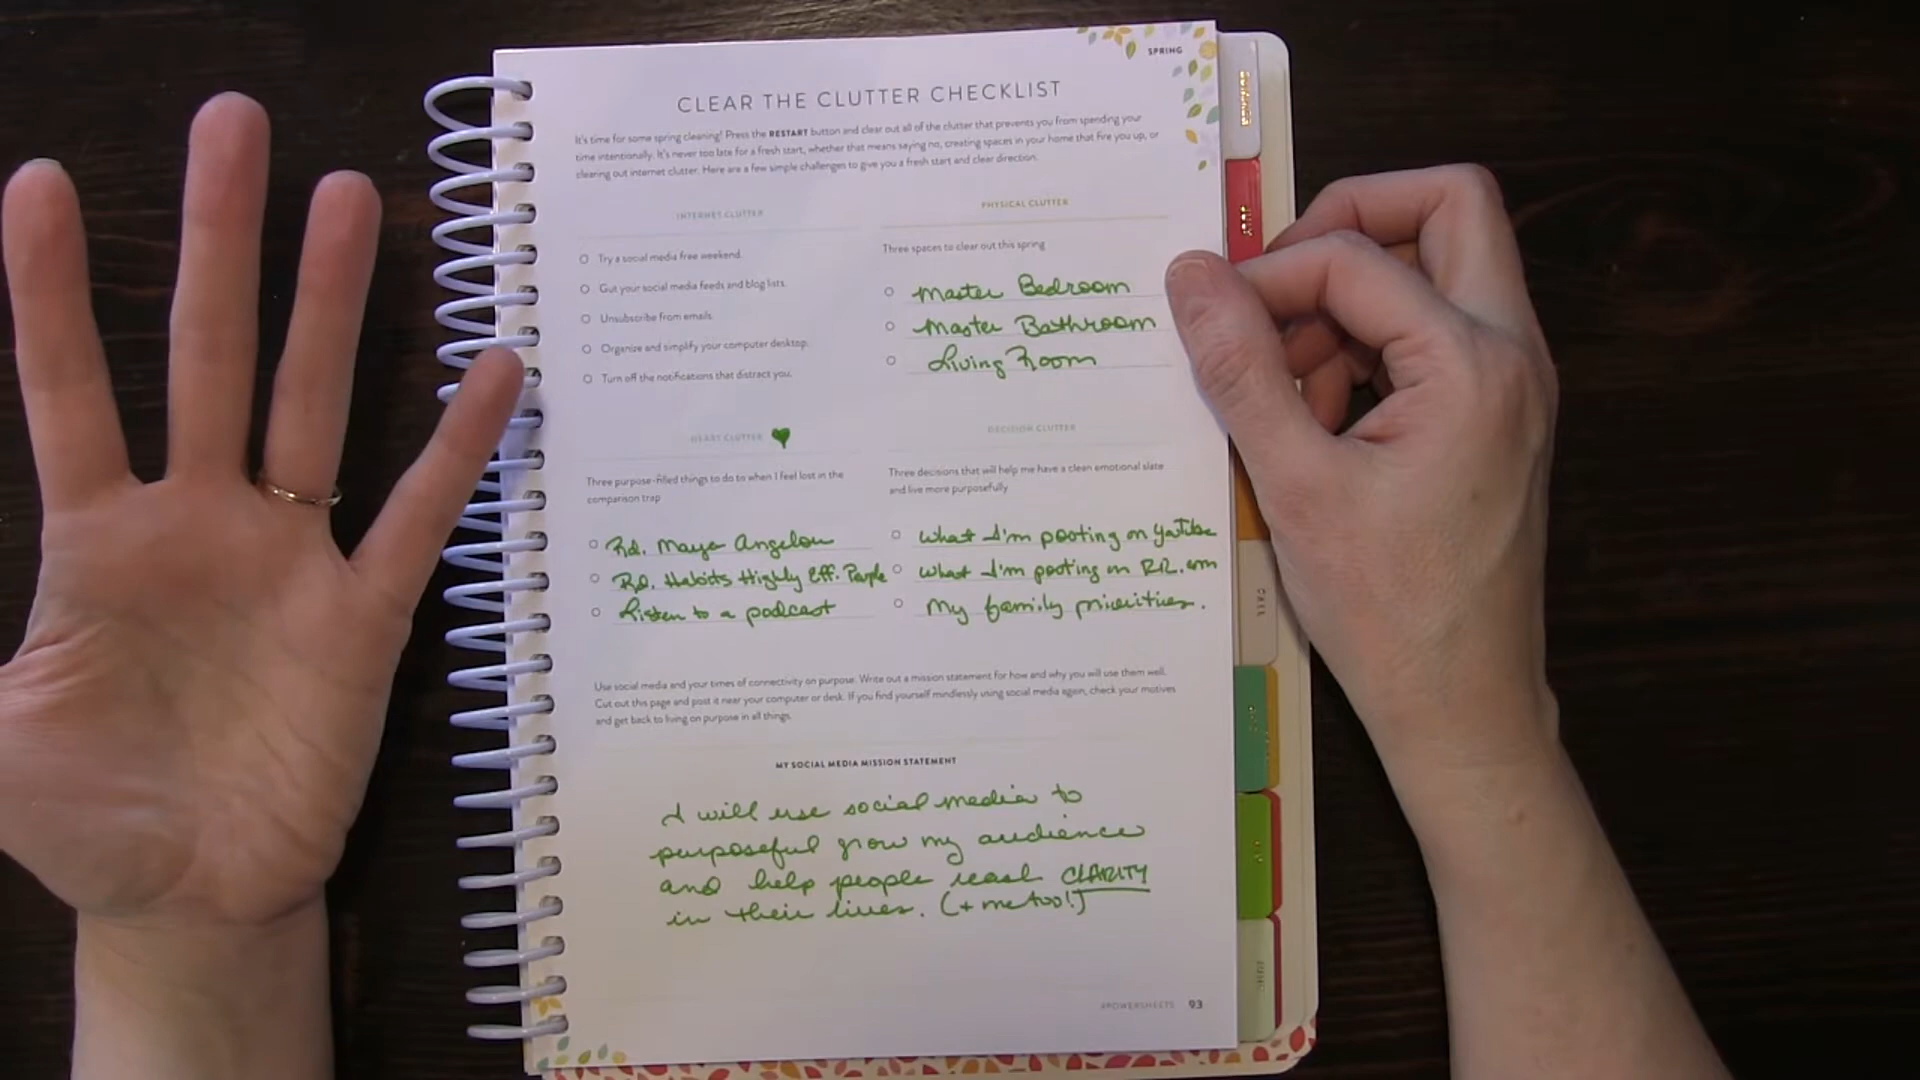 SPRING
CLEAR THE CLUTTER CHECKLIST
It's time for some spring cleaning! Press the RESTART button and clear out all of the clutter that prevents you from spending your
time intentionally. It's never too late for a fresh start, whether that means saying no, creating spaces in your home that fire you up, or
clearing out internet clutter. Here are a few simple challenges to give you a fresh start and clear direction.
INTERNET CLUTTER
Try a social media free weekend.
Gut your social media feeds and blog lists.
Unsubscribe from emails.
Organize and simplify your computer desktop.
Turn off the notifications that distract you.
PHYSICAL CLUTTER
Three spaces to clear out this spring
Master Bedroom
Master Bathroom
Living Room
HEART CLUTTER
Three purpose-filled things to do to when I feel lost in the
comparison trap
Rd. Maya Angelou
Rd. Habits Highly Eff. People
Listen to a podcast
DECISION CLUTTER
Three decisions that will help me have a clean emotional slate
and live more purposefully
What I'm posting on YouTube
What I'm posting on RR.com
My family priorities.
Use social media and your times of connectivity on purpose. Write out a mission statement for how and why you will use them well.
Cut out this page and post it near your computer or desk. If you find yourself mindlessly using social media again, check your motives
and get back to living on purpose in all things.
MY SOCIAL MEDIA MISSION STATEMENT
I will use social media to
purposeful grow my audience
and help people reach CLARITY
in their lives. (+ me too!)
#POWERSHEETS 93
JULY